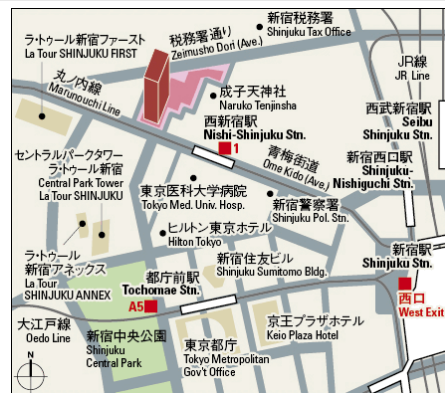 ラ・トゥール新宿ファースト
La Tour SHINJUKU FIRST
税務署通り
Zeimusho Dori (Ave.)
新宿税務署
Shinjuku Tax Office
丸ノ内線
Marunouchi Line
成子天神社
Naruko Tenjinsha
JR線
JR Line
西新宿駅
Nishi-Shinjuku Stn.
1
西武新宿駅
Seibu
Shinjuku Stn.
青梅街道
Ome Kido (Ave.)
新宿西口駅
Shinjuku-
Nishiguchi Stn.
セントラルパークタワー
ラ・トゥール新宿
Central Park Tower
La Tour SHINJUKU
東京医科大学病院
Tokyo Med. Univ. Hosp.
新宿警察署
Shinjuku Pol. Stn.
ヒルトン東京ホテル
Hilton Tokyo
ラ・トゥール
新宿アネックス
La Tour
SHINJUKU ANNEX
新宿住友ビル
Shinjuku Sumitomo Bldg.
新宿駅
Shinjuku Stn.
西口
West Exit
都庁前駅
Tochomae Stn.
A5
大江戸線
Oedo Line
新宿中央公園
Shinjuku
Central Park
東京都庁
Tokyo Metropolitan
Gov't Office
京王プラザホテル
Keio Plaza Hotel
N